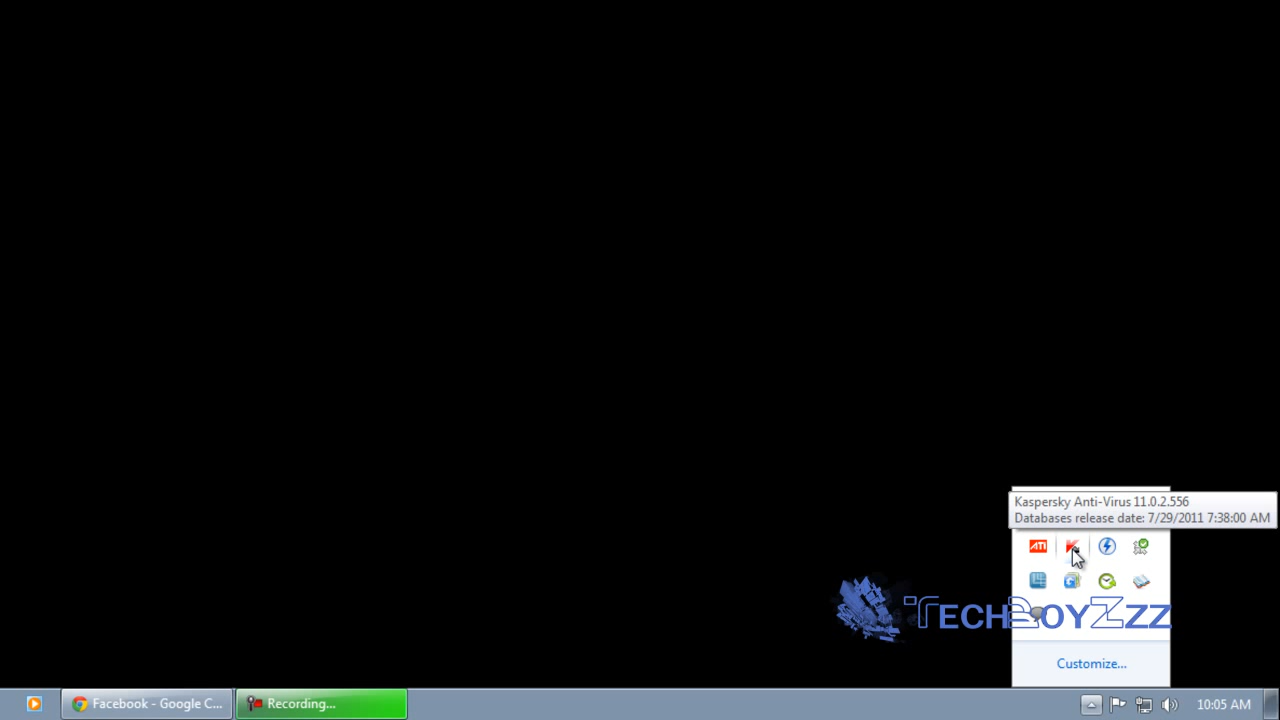 Kaspersky Anti-Virus 11.0.2.556
Databases release date: 7/29/2011 7:38:00 AM
ATI
TECHBOYZZZ
Customize...
Facebook - Google C...
Recording...
10:05 AM